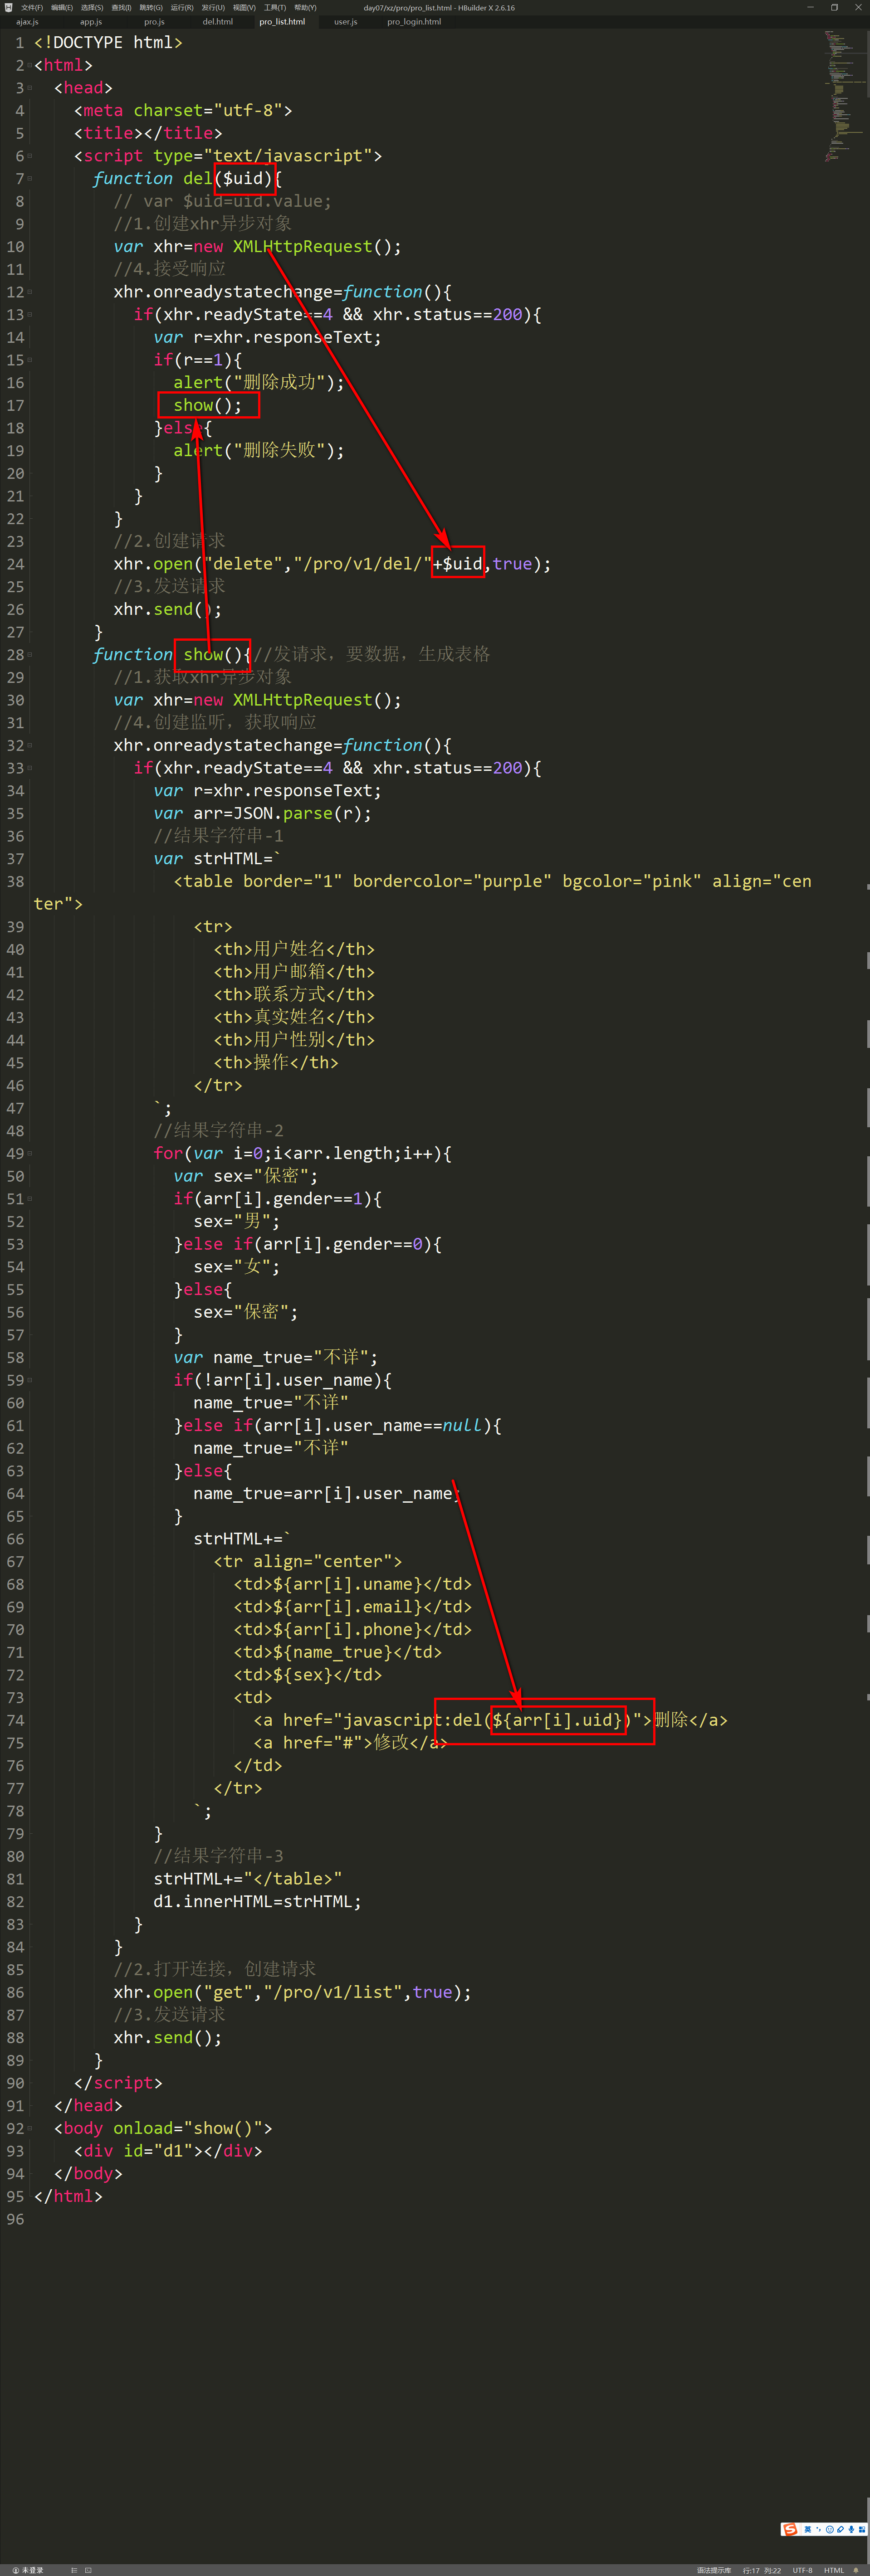 文件(F) 编辑(E) 选择(S) 查找(I) 跳转(G) 运行(R) 发行(U) 视图(V) 工具(T) 帮助(Y) day07/xz/pro/pro_list.html - HBuilder X 2.6.16
ajax.js app.js pro.js del.html pro_list.html user.js pro_login.html
1 <!DOCTYPE html>
2 <html>
3 <head>
4 <meta charset="utf-8">
5 <title></title>
6 <script type="text/javascript">
7 function del($uid){
8 // var $uid=uid.value;
9 //1.创建xhr异步对象
10 var xhr=new XMLHttpRequest();
11 //4.接受响应
12 xhr.onreadystatechange=function(){
13 if(xhr.readyState==4 && xhr.status==200){
14 var r=xhr.responseText;
15 if(r==1){
16 alert("删除成功");
17 show();
18 }else{
19 alert("删除失败");
20 }
21 }
22 }
23 //2.创建请求
24 xhr.open("delete","/pro/v1/del/"+$uid,true);
25 //3.发送请求
26 xhr.send();
27 }
28 function show(){//发请求，要数据，生成表格
29 //1.获取xhr异步对象
30 var xhr=new XMLHttpRequest();
31 //4.创建监听，获取响应
32 xhr.onreadystatechange=function(){
33 if(xhr.readyState==4 && xhr.status==200){
34 var r=xhr.responseText;
35 var arr=JSON.parse(r);
36 //结果字符串-1
37 var strHTML=`
38 <table border="1" bordercolor="purple" bgcolor="pink" align="cen
ter">
39 <tr>
40 <th>用户姓名</th>
41 <th>用户邮箱</th>
42 <th>联系方式</th>
43 <th>真实姓名</th>
44 <th>用户性别</th>
45 <th>操作</th>
46 </tr>
47 `;
48 //结果字符串-2
49 for(var i=0;i<arr.length;i++){
50 var sex="保密";
51 if(arr[i].gender==1){
52 sex="男";
53 }else if(arr[i].gender==0){
54 sex="女";
55 }else{
56 sex="保密";
57 }
58 var name_true="不详";
59 if(!arr[i].user_name){
60 name_true="不详"
61 }else if(arr[i].user_name==null){
62 name_true="不详"
63 }else{
64 name_true=arr[i].user_name;
65 }
66 strHTML+=`
67 <tr align="center">
68 <td>${arr[i].uname}</td>
69 <td>${arr[i].email}</td>
70 <td>${arr[i].phone}</td>
71 <td>${name_true}</td>
72 <td>${sex}</td>
73 <td>
74 <a href="javascript:del(${arr[i].uid})">删除</a>
75 <a href="#">修改</a>
76 </td>
77 </tr>
78 `;
79 }
80 //结果字符串-3
81 strHTML+="</table>"
82 d1.innerHTML=strHTML;
83 }
84 }
85 //2.打开连接，创建请求
86 xhr.open("get","/pro/v1/list",true);
87 //3.发送请求
88 xhr.send();
89 }
90 </script>
91 </head>
92 <body onload="show()">
93 <div id="d1"></div>
94 </body>
95 </html>
96
英
未登录 语法提示库 行:17 列:22 UTF-8 HTML